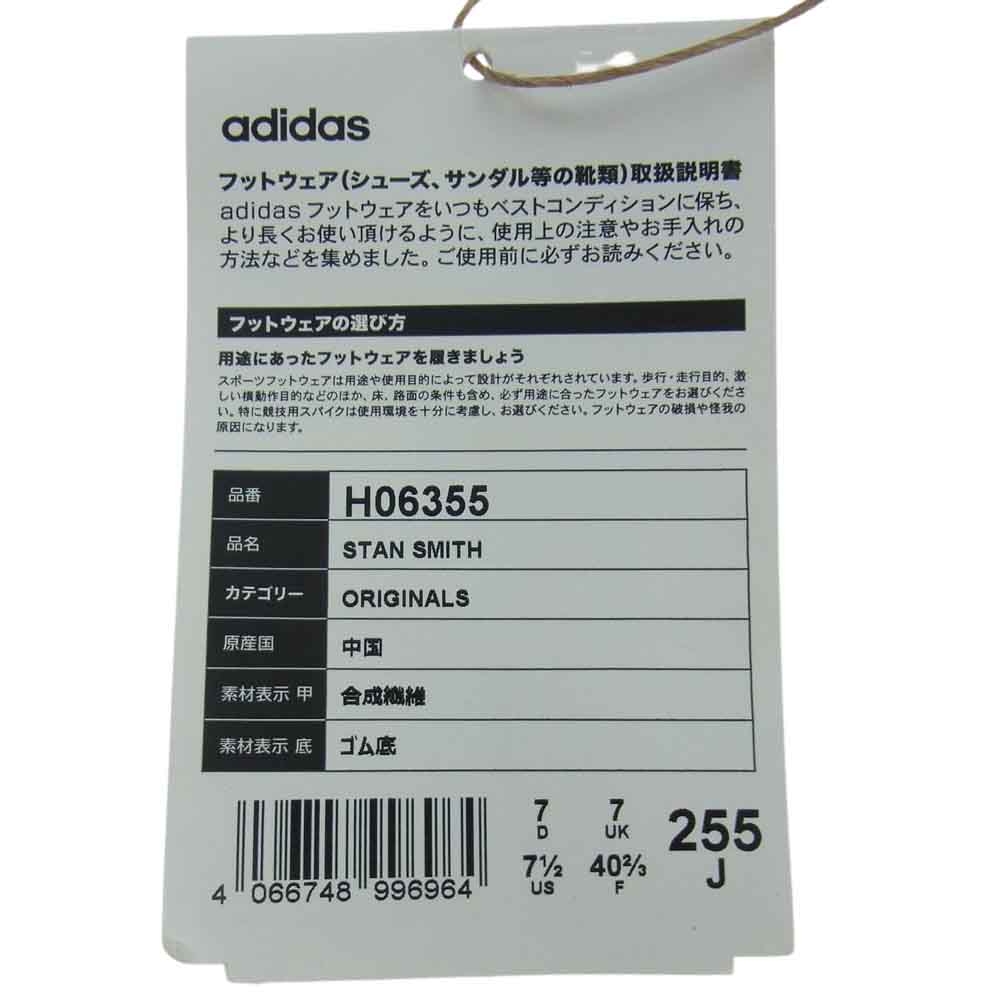 adidas
フットウェア(シューズ、サンダル等の靴類)取扱説明書
adidas フットウェアをいつもベストコンディションに保ち、
より長くお使い頂けるように、使用上の注意やお手入れの
方法などを集めました。ご使用前に必ずお読みください。
フットウェアの選び方
用途にあったフットウェアを履きましょう
スポーツフットウェアは用途や使用目的によって設計がそれぞれされています。歩行・走行目的、激
しい横動作目的などのほか、床、路面の条件も含め、必ず用途に合ったフットウェアをお選びくださ
い。特に競技用スパイクは使用環境を十分に考慮し、お選びください。フットウェアの破損や怪我の
原因になります。
品番 H06355
品名 STAN SMITH
カテゴリー ORIGINALS
原産国 中国
素材表示 甲 合成繊維
素材表示 底 ゴム底
7 7 255
D UK J
7½ 40⅔
US F
4 066748 996964